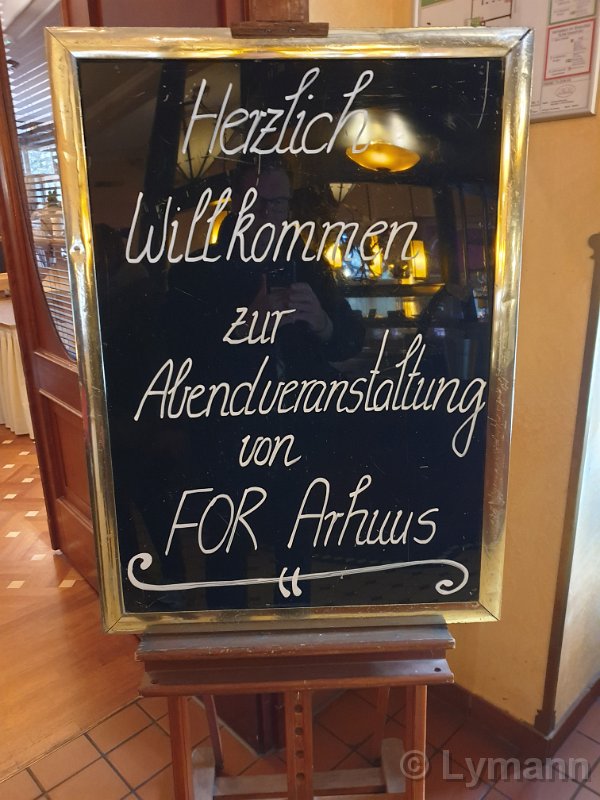 Herzlich
Willkommen
zur
Abendveranstaltung
von
FOR Arhuus
© Lymann